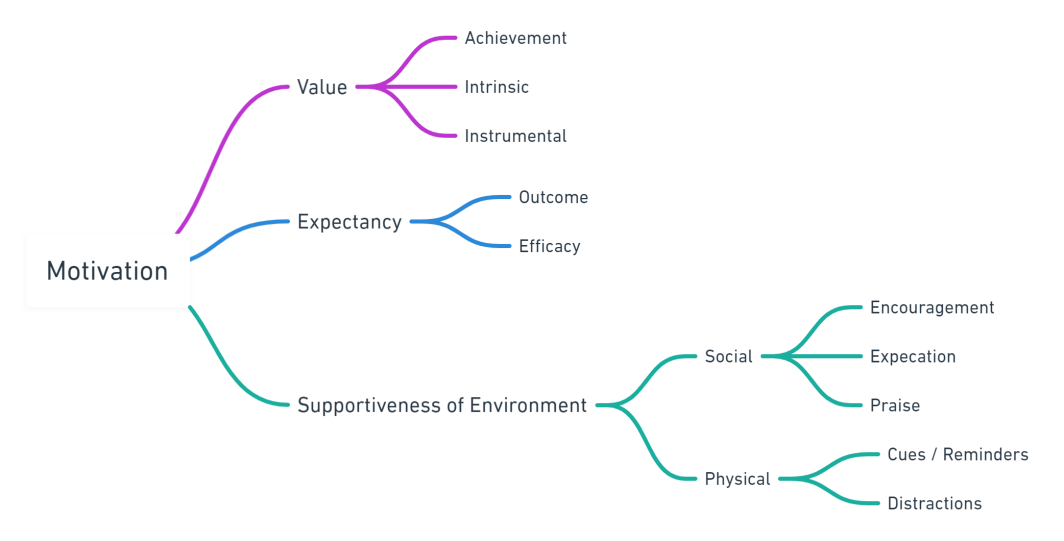 Motivation
Value
Achievement
Intrinsic
Instrumental
Expectancy
Outcome
Efficacy
Supportiveness of Environment
Social
Encouragement
Expecation
Praise
Physical
Cues / Reminders
Distractions